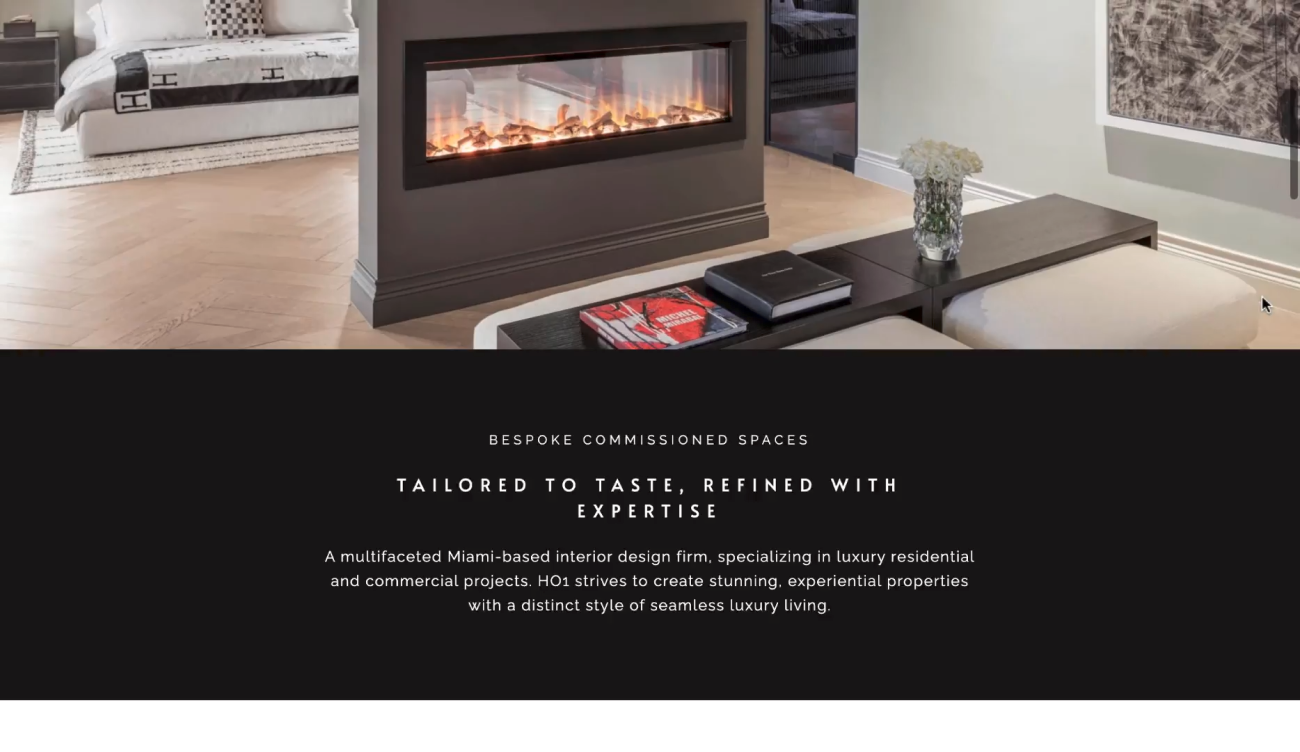 MICHEL
BESPOKE COMMISSIONED SPACES
TAILORED TO TASTE, REFINED WITH
EXPERTISE
A multifaceted Miami-based interior design firm, specializing in luxury residential
and commercial projects. HO1 strives to create stunning, experiential properties
with a distinct style of seamless luxury living.